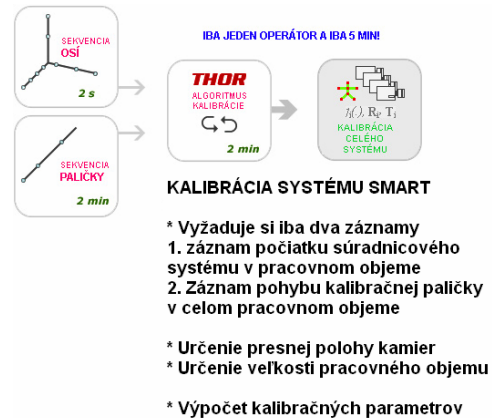 IBA JEDEN OPERÁTOR A IBA 5 MIN!
SEKVENCIA
OSÍ
2 s
SEKVENCIA
PALIČKY
2 min
THOR
ALGORITMUS
KALIBRÁCIE
2 min
R, T
KALIBRÁCIA
CELÉHO
SYSTÉMU
KALIBRÁCIA SYSTÉMU SMART
* Vyžaduje si iba dva záznamy
1. záznam počiatku súradnicového
systému v pracovnom objeme
2. Záznam pohybu kalibračnej paličky
v celom pracovnom objeme
* Určenie presnej polohy kamier
* Určenie veľkosti pracovného objemu
* Výpočet kalibračných parametrov